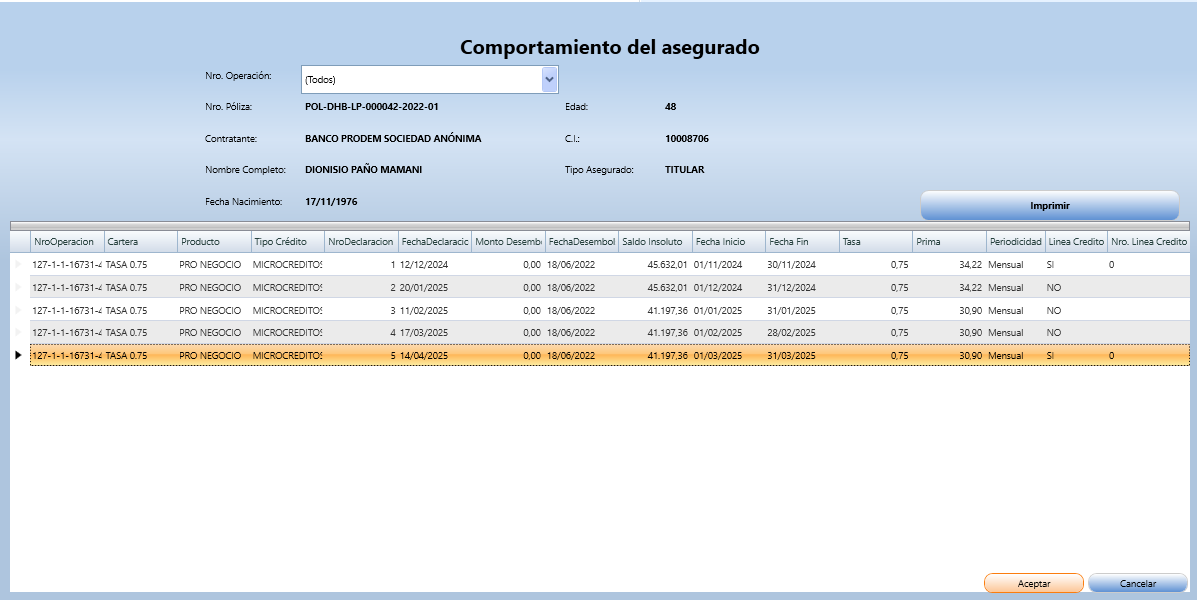 Comportamiento del asegurado
Nro. Operación: (Todos)
Nro. Póliza: POL-DHB-LP-000042-2022-01 Edad: 48
Contratante: BANCO PRODEM SOCIEDAD ANÓNIMA C.I.: 10008706
Nombre Completo: DIONISIO PAÑO MAMANI Tipo Asegurado: TITULAR
Fecha Nacimiento: 17/11/1976
Imprimir
NroOperacion Cartera Producto Tipo Crédito NroDeclaracion FechaDeclaracic Monto Desemb FechaDesembol Saldo Insoluto Fecha Inicio Fecha Fin Tasa Prima Periodicidad Linea Credito Nro. Linea Credito
127-1-1-16731-4 TASA 0.75 PRO NEGOCIO MICROCREDITOS 1 12/12/2024 0,00 18/06/2022 45.632,01 01/11/2024 30/11/2024 0,75 34,22 Mensual SI 0
127-1-1-16731-4 TASA 0.75 PRO NEGOCIO MICROCREDITOS 2 20/01/2025 0,00 18/06/2022 45.632,01 01/12/2024 31/12/2024 0,75 34,22 Mensual NO
127-1-1-16731-4 TASA 0.75 PRO NEGOCIO MICROCREDITOS 3 11/02/2025 0,00 18/06/2022 41.197,36 01/01/2025 31/01/2025 0,75 30,90 Mensual NO
127-1-1-16731-4 TASA 0.75 PRO NEGOCIO MICROCREDITOS 4 17/03/2025 0,00 18/06/2022 41.197,36 01/02/2025 28/02/2025 0,75 30,90 Mensual NO
127-1-1-16731-4 TASA 0.75 PRO NEGOCIO MICROCREDITOS 5 14/04/2025 0,00 18/06/2022 41.197,36 01/03/2025 31/03/2025 0,75 30,90 Mensual SI 0
Aceptar Cancelar